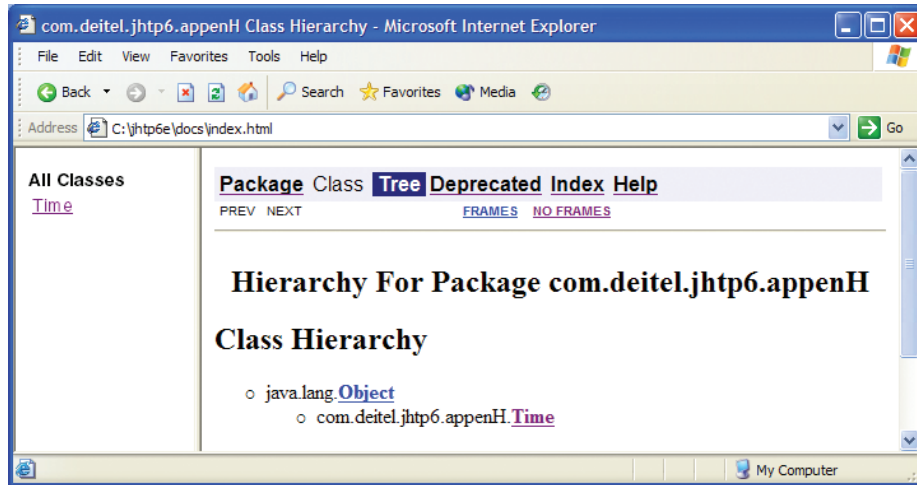 com.deitel.jhtp6.appenH Class Hierarchy - Microsoft Internet Explorer
File Edit View Favorites Tools Help
Back Search Favorites Media
Address C:\jhtp6e\docs\index.html Go
All Classes
Time
Package Class Tree Deprecated Index Help
PREV NEXT FRAMES NO FRAMES
Hierarchy For Package com.deitel.jhtp6.appenH
Class Hierarchy
java.lang.Object
com.deitel.jhtp6.appenH.Time
My Computer